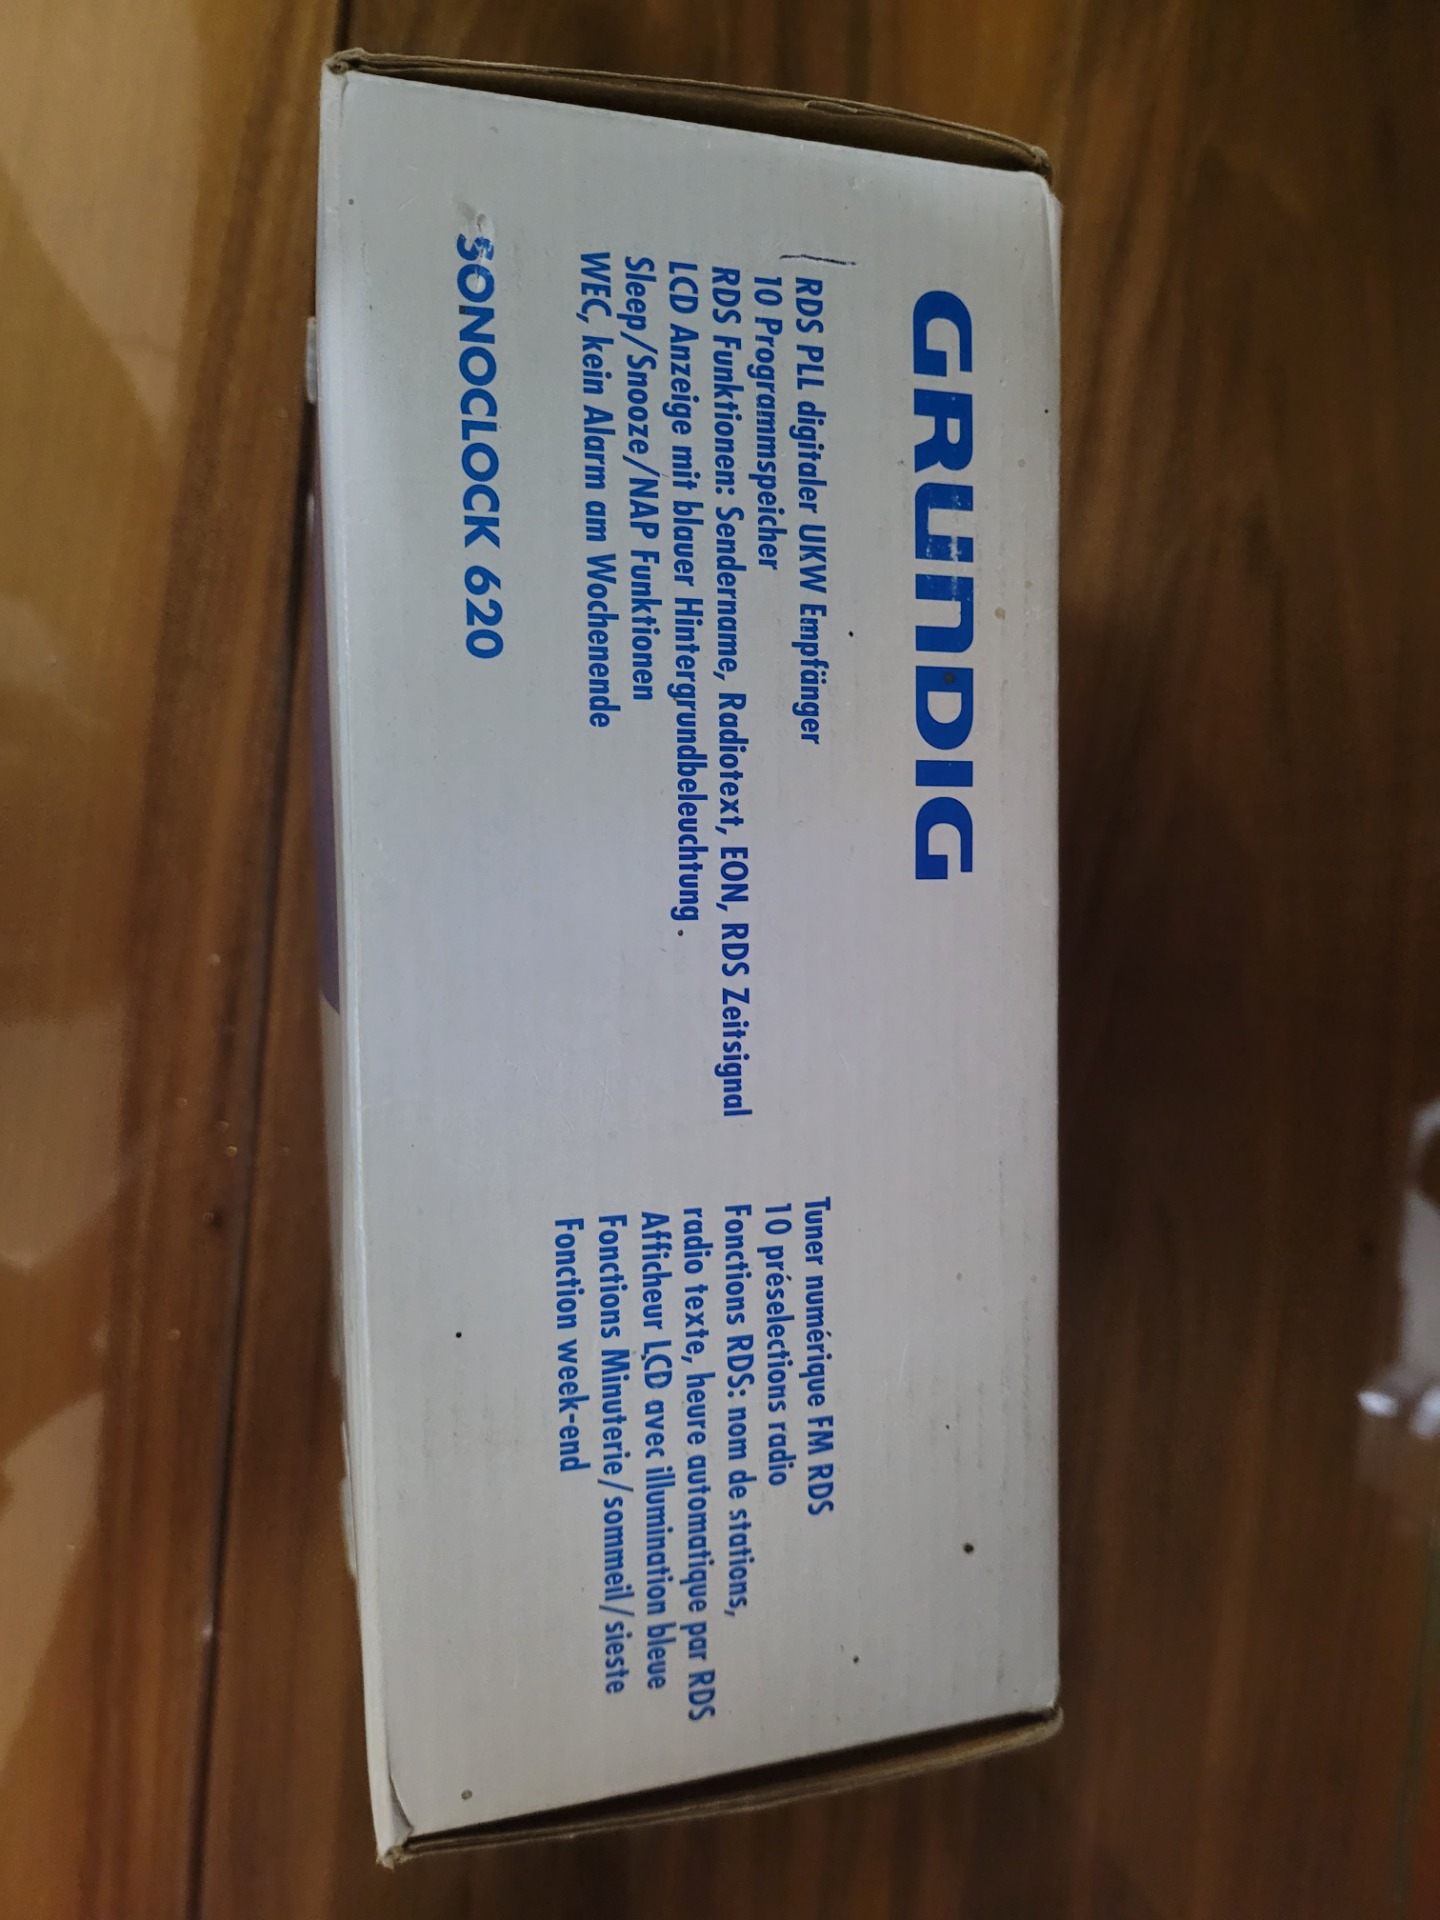 GRUNDIG
RDS PLL digitaler UKW Empfänger
10 Programmspeicher
RDS Funktionen: Sendername, Radiotext, EON, RDS Zeitsignal
LCD Anzeige mit blauer Hintergrundbeleuchtung.
Sleep/Snooze/NAP Funktionen
WEC, kein Alarm am Wochenende
Tuner numérique FM RDS
10 préselections radio
Fonctions RDS: nom de stations,
radio texte, heure automatique par RDS
Afficheur LCD avec illumination bleue
Fonctions Minuterie/sommeil/sieste
Fonction week-end
SONOCLOCK 620